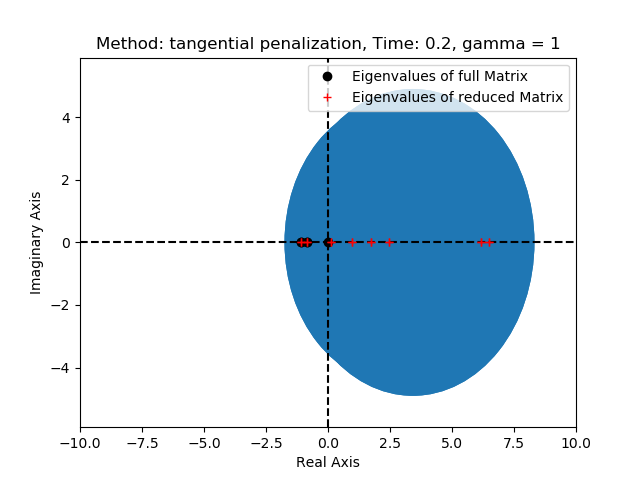 Method: tangential penalization, Time: 0.2, gamma = 1
Eigenvalues of full Matrix
Eigenvalues of reduced Matrix
4
2
0
−2
−4
Imaginary Axis
−10.0 −7.5 −5.0 −2.5 0.0 2.5 5.0 7.5 10.0
Real Axis